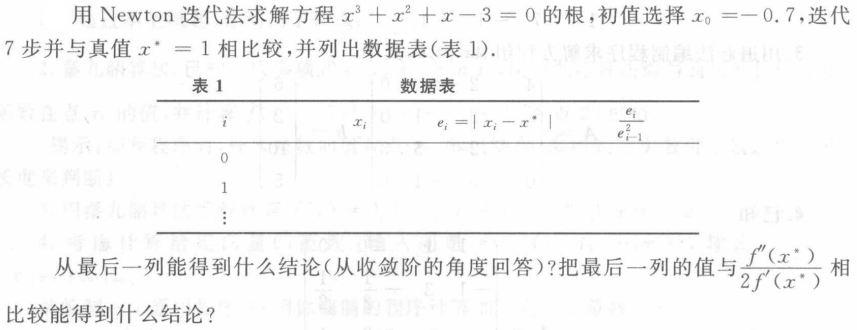 用 Newton 迭代法求解方程 $x^3+x^2+x-3=0$ 的根,初值选择 $x_0=-0.7$,迭代
7 步并与真值 $x^*=1$ 相比较,并列出数据表(表 1).
表 1 数据表
$i$ $x_i$ $e_i=|x_i-x^*|$ $\frac{e_i}{e_{i-1}^2}$
0
1
⋮
从最后一列能得到什么结论(从收敛阶的角度回答)?把最后一列的值与$\frac{f''(x^*)}{2f'(x^*)}$相
比较能得到什么结论?